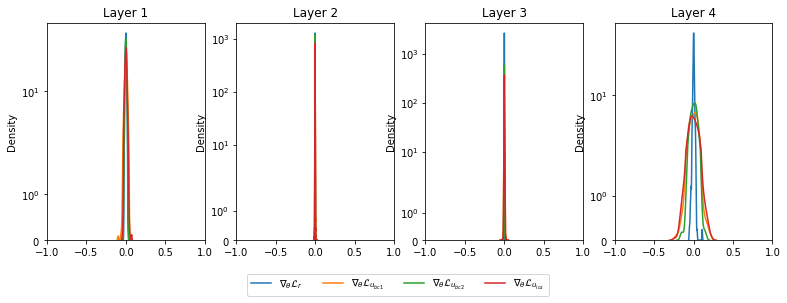 Layer 1 Layer 2 Layer 3 Layer 4
Density Density Density Density
10¹ 10⁰ 0
10³ 10² 10¹ 10⁰ 0
10³ 10² 10¹ 10⁰ 0
10¹ 10⁰ 0
−1.0 −0.5 0.0 0.5 1.0 −1.0 −0.5 0.0 0.5 1.0 −1.0 −0.5 0.0 0.5 1.0 −1.0 −0.5 0.0 0.5 1.0
∇θℒr ∇θℒu_bc1 ∇θℒu_bc2 ∇θℒu_ics